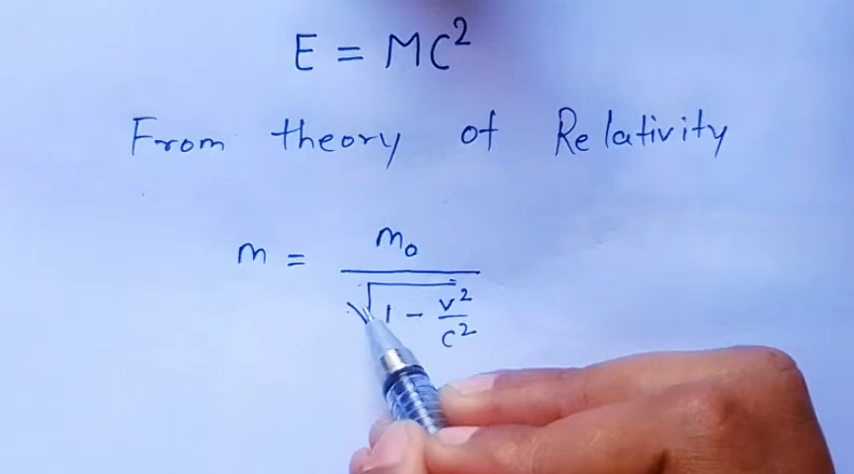 E = MC²
From theory of Relativity
m = m₀ / √(1 - v²/c²)